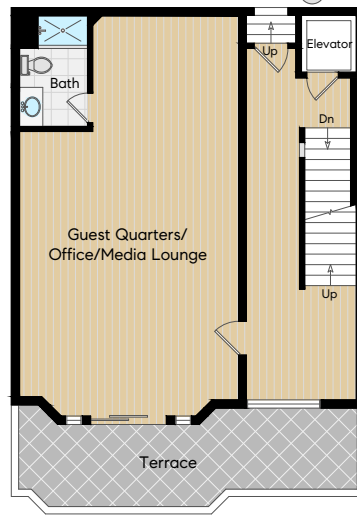 Up
Elevator
Bath
Dn
Guest Quarters/
Office/Media Lounge
Up
Terrace